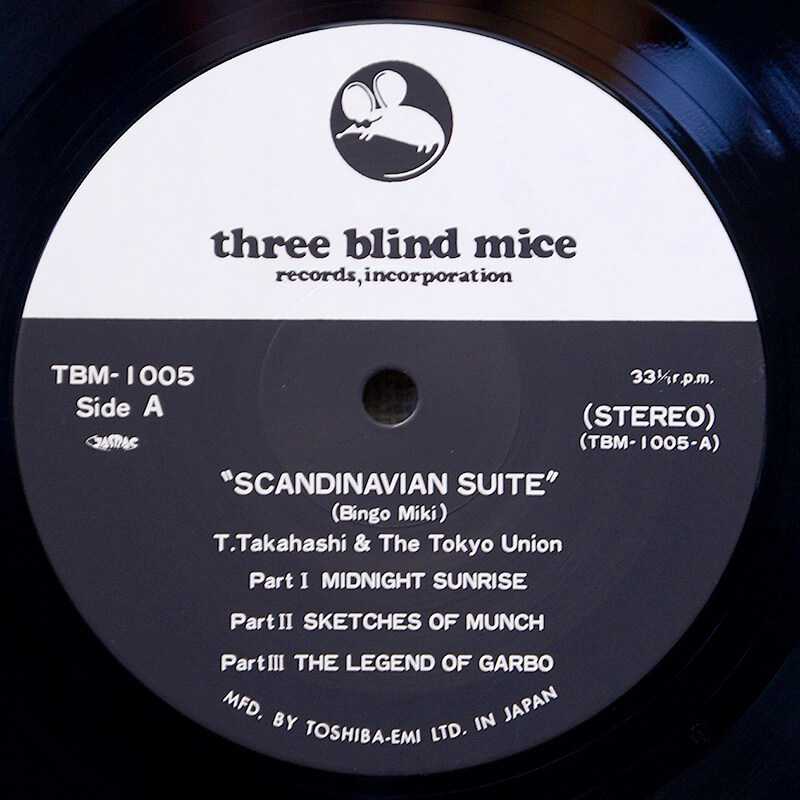 three blind mice
records, incorporation
TBM-1005
Side A
JASRAC
33⅓ r.p.m.
(STEREO)
(TBM-1005-A)
"SCANDINAVIAN SUITE"
(Bingo Miki)
T.Takahashi & The Tokyo Union
Part I MIDNIGHT SUNRISE
Part II SKETCHES OF MUNCH
Part III THE LEGEND OF GARBO
MFD. BY TOSHIBA-EMI LTD. IN JAPAN